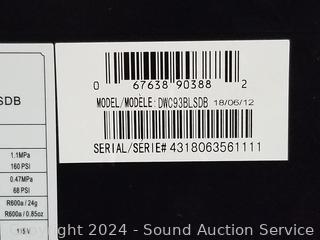 0 67638 90388 2
MODEL/MODELE: DWC93BLSDB 18/06/12
SERIAL/SERIE# 4318063561111
SDB
1.1MPa
160 PSI
0.47MPa
68 PSI
R600a / 24g
R600a / 0.85oz
115 V
Copyright 2024 - Sound Auction Service